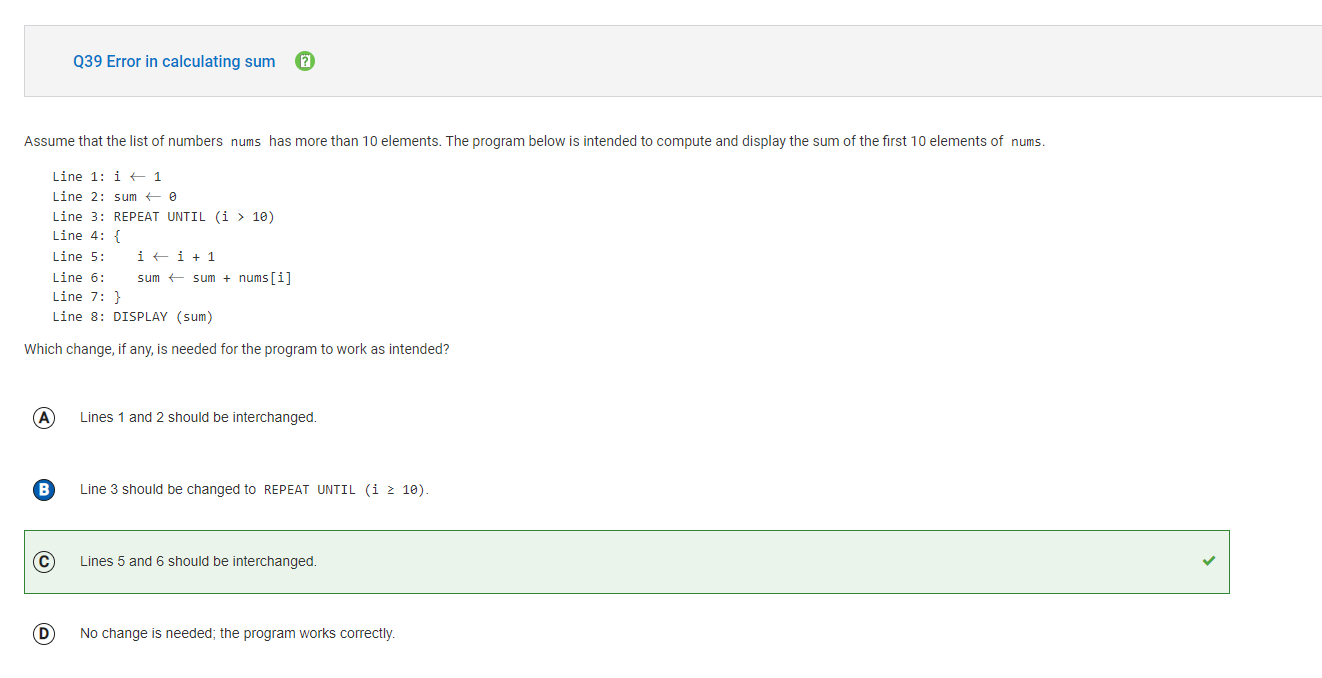 Q39 Error in calculating sum ?
Assume that the list of numbers nums has more than 10 elements. The program below is intended to compute and display the sum of the first 10 elements of nums.
Line 1: i ← 1
Line 2: sum ← 0
Line 3: REPEAT UNTIL (i > 10)
Line 4: {
Line 5: i ← i + 1
Line 6: sum ← sum + nums[i]
Line 7: }
Line 8: DISPLAY (sum)
Which change, if any, is needed for the program to work as intended?
A Lines 1 and 2 should be interchanged.
B Line 3 should be changed to REPEAT UNTIL (i ≥ 10).
C Lines 5 and 6 should be interchanged.
D No change is needed; the program works correctly.